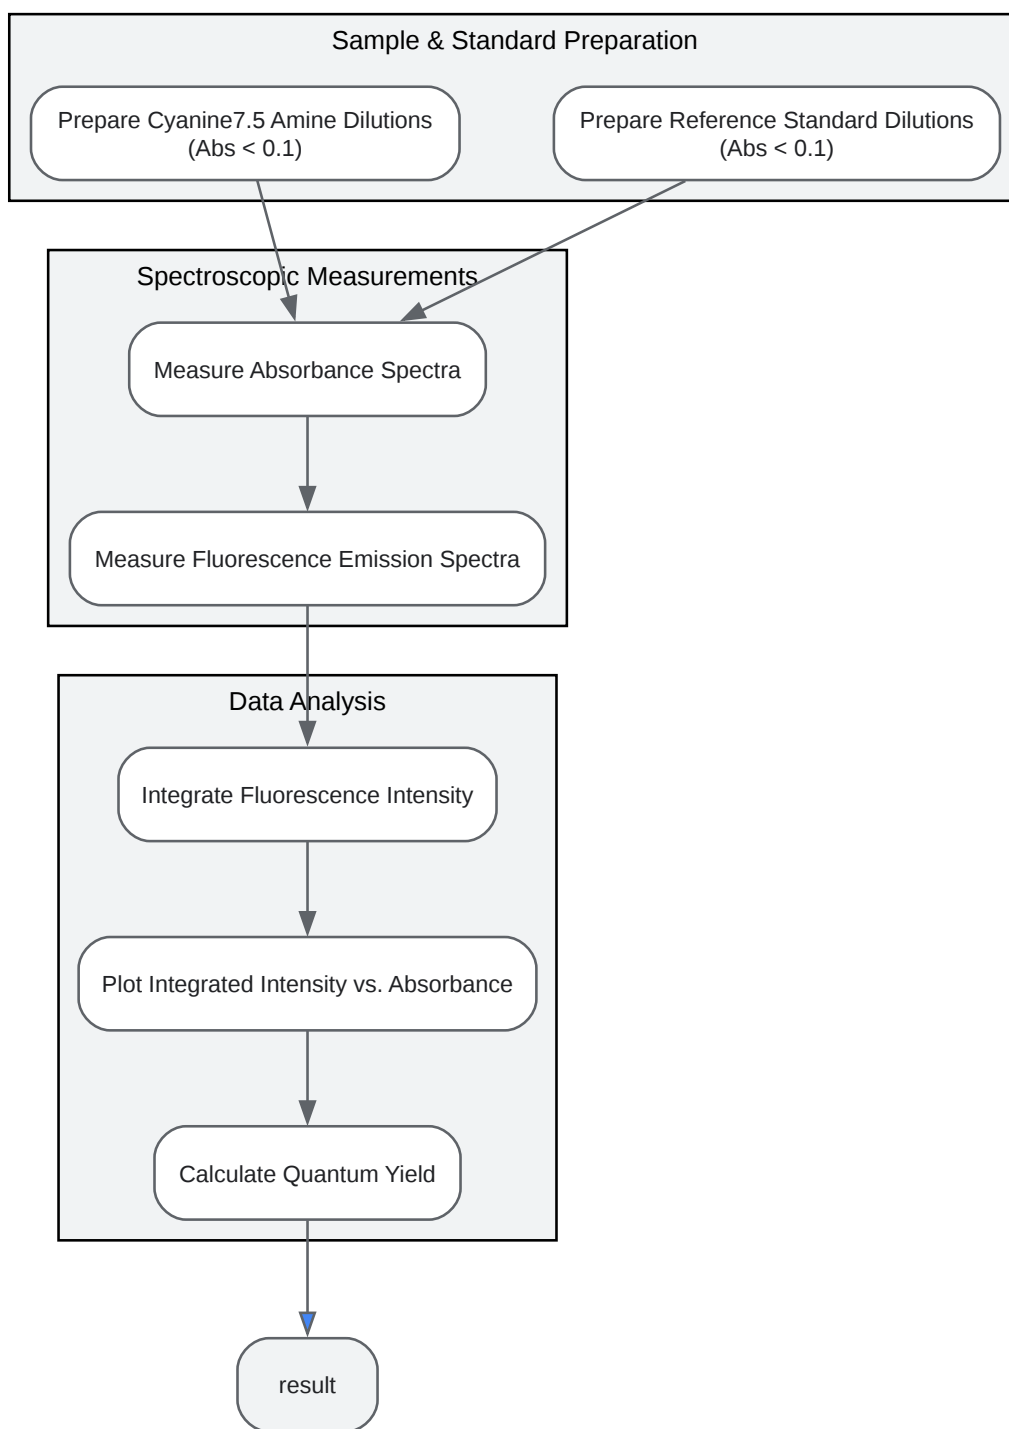 Sample & Standard Preparation
Prepare Cyanine7.5 Amine Dilutions
(Abs < 0.1)
Prepare Reference Standard Dilutions
(Abs < 0.1)
Spectroscopic Measurements
Measure Absorbance Spectra
Measure Fluorescence Emission Spectra
Data Analysis
Integrate Fluorescence Intensity
Plot Integrated Intensity vs. Absorbance
Calculate Quantum Yield
result